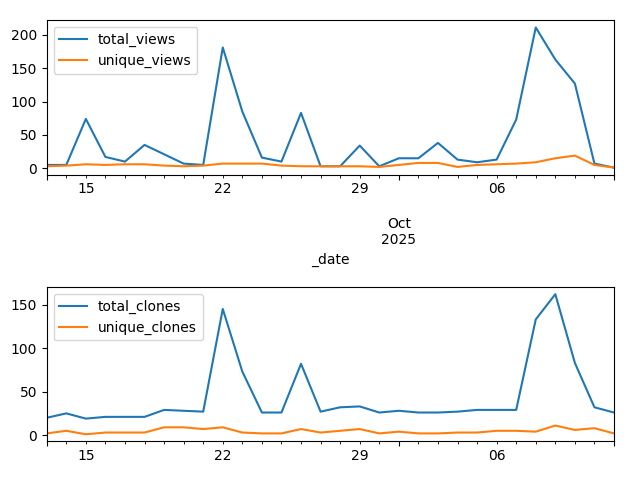 total_views
unique_views
200
150
100
50
0
15 22 29 06
Oct
2025
_date
total_clones
unique_clones
150
100
50
0
15 22 29 06